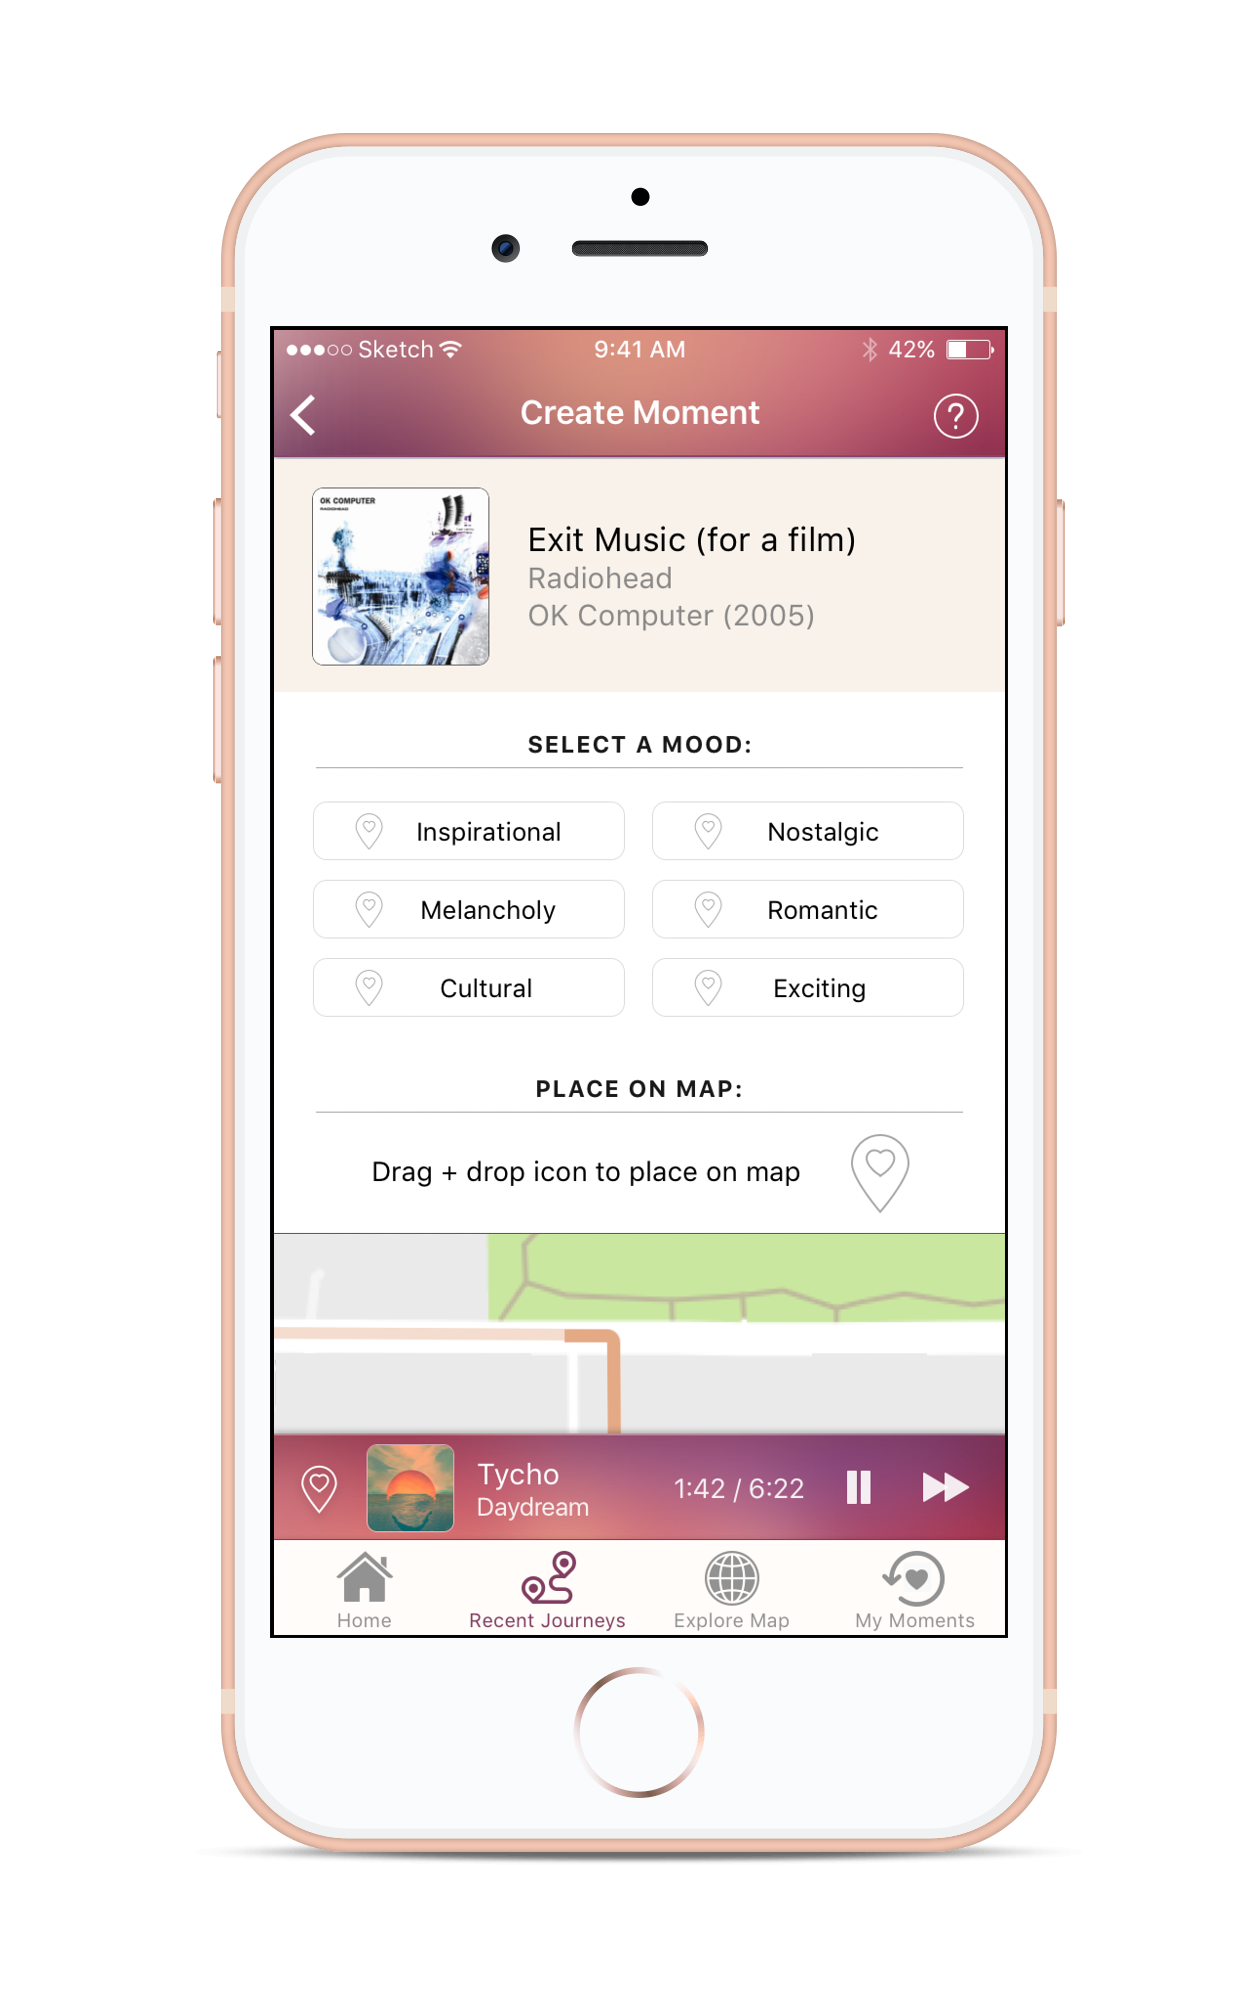 Sketch 9:41 AM 42%
Create Moment
?
OK COMPUTER
RADIOHEAD
Exit Music (for a film)
Radiohead
OK Computer (2005)
SELECT A MOOD:
Inspirational Nostalgic
Melancholy Romantic
Cultural Exciting
PLACE ON MAP:
Drag + drop icon to place on map
Tycho
Daydream
1:42 / 6:22
Home Recent Journeys Explore Map My Moments